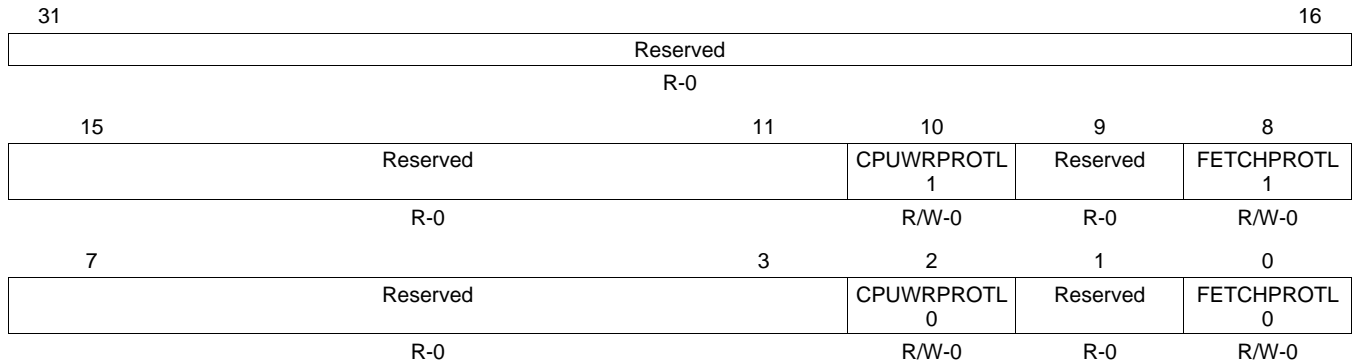 31 16
Reserved
R-0
15 11 10 9 8
Reserved CPUWRPROTL Reserved FETCHPROTL
1 1
R-0 R/W-0 R-0 R/W-0
7 3 2 1 0
Reserved CPUWRPROTL Reserved FETCHPROTL
0 0
R-0 R/W-0 R-0 R/W-0